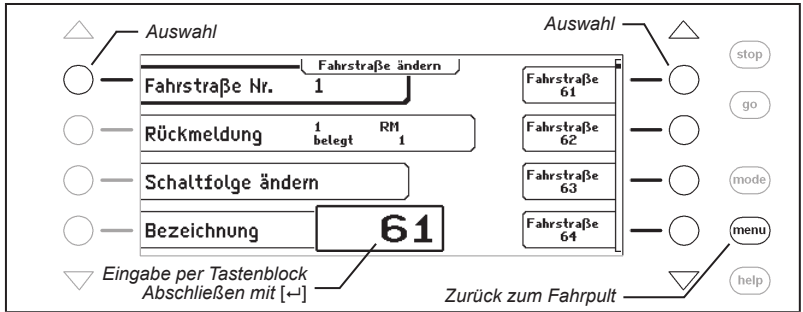 Auswahl
Auswahl
stop
Fahrstraße ändern
Fahrstraße Nr. 1
Fahrstraße
61
go
Rückmeldung 1 RM
belegt 1
Fahrstraße
62
Schaltfolge ändern
Fahrstraße
63
mode
Bezeichnung 61
Fahrstraße
64
menu
Eingabe per Tastenblock
Abschließen mit [↵]
Zurück zum Fahrpult
help